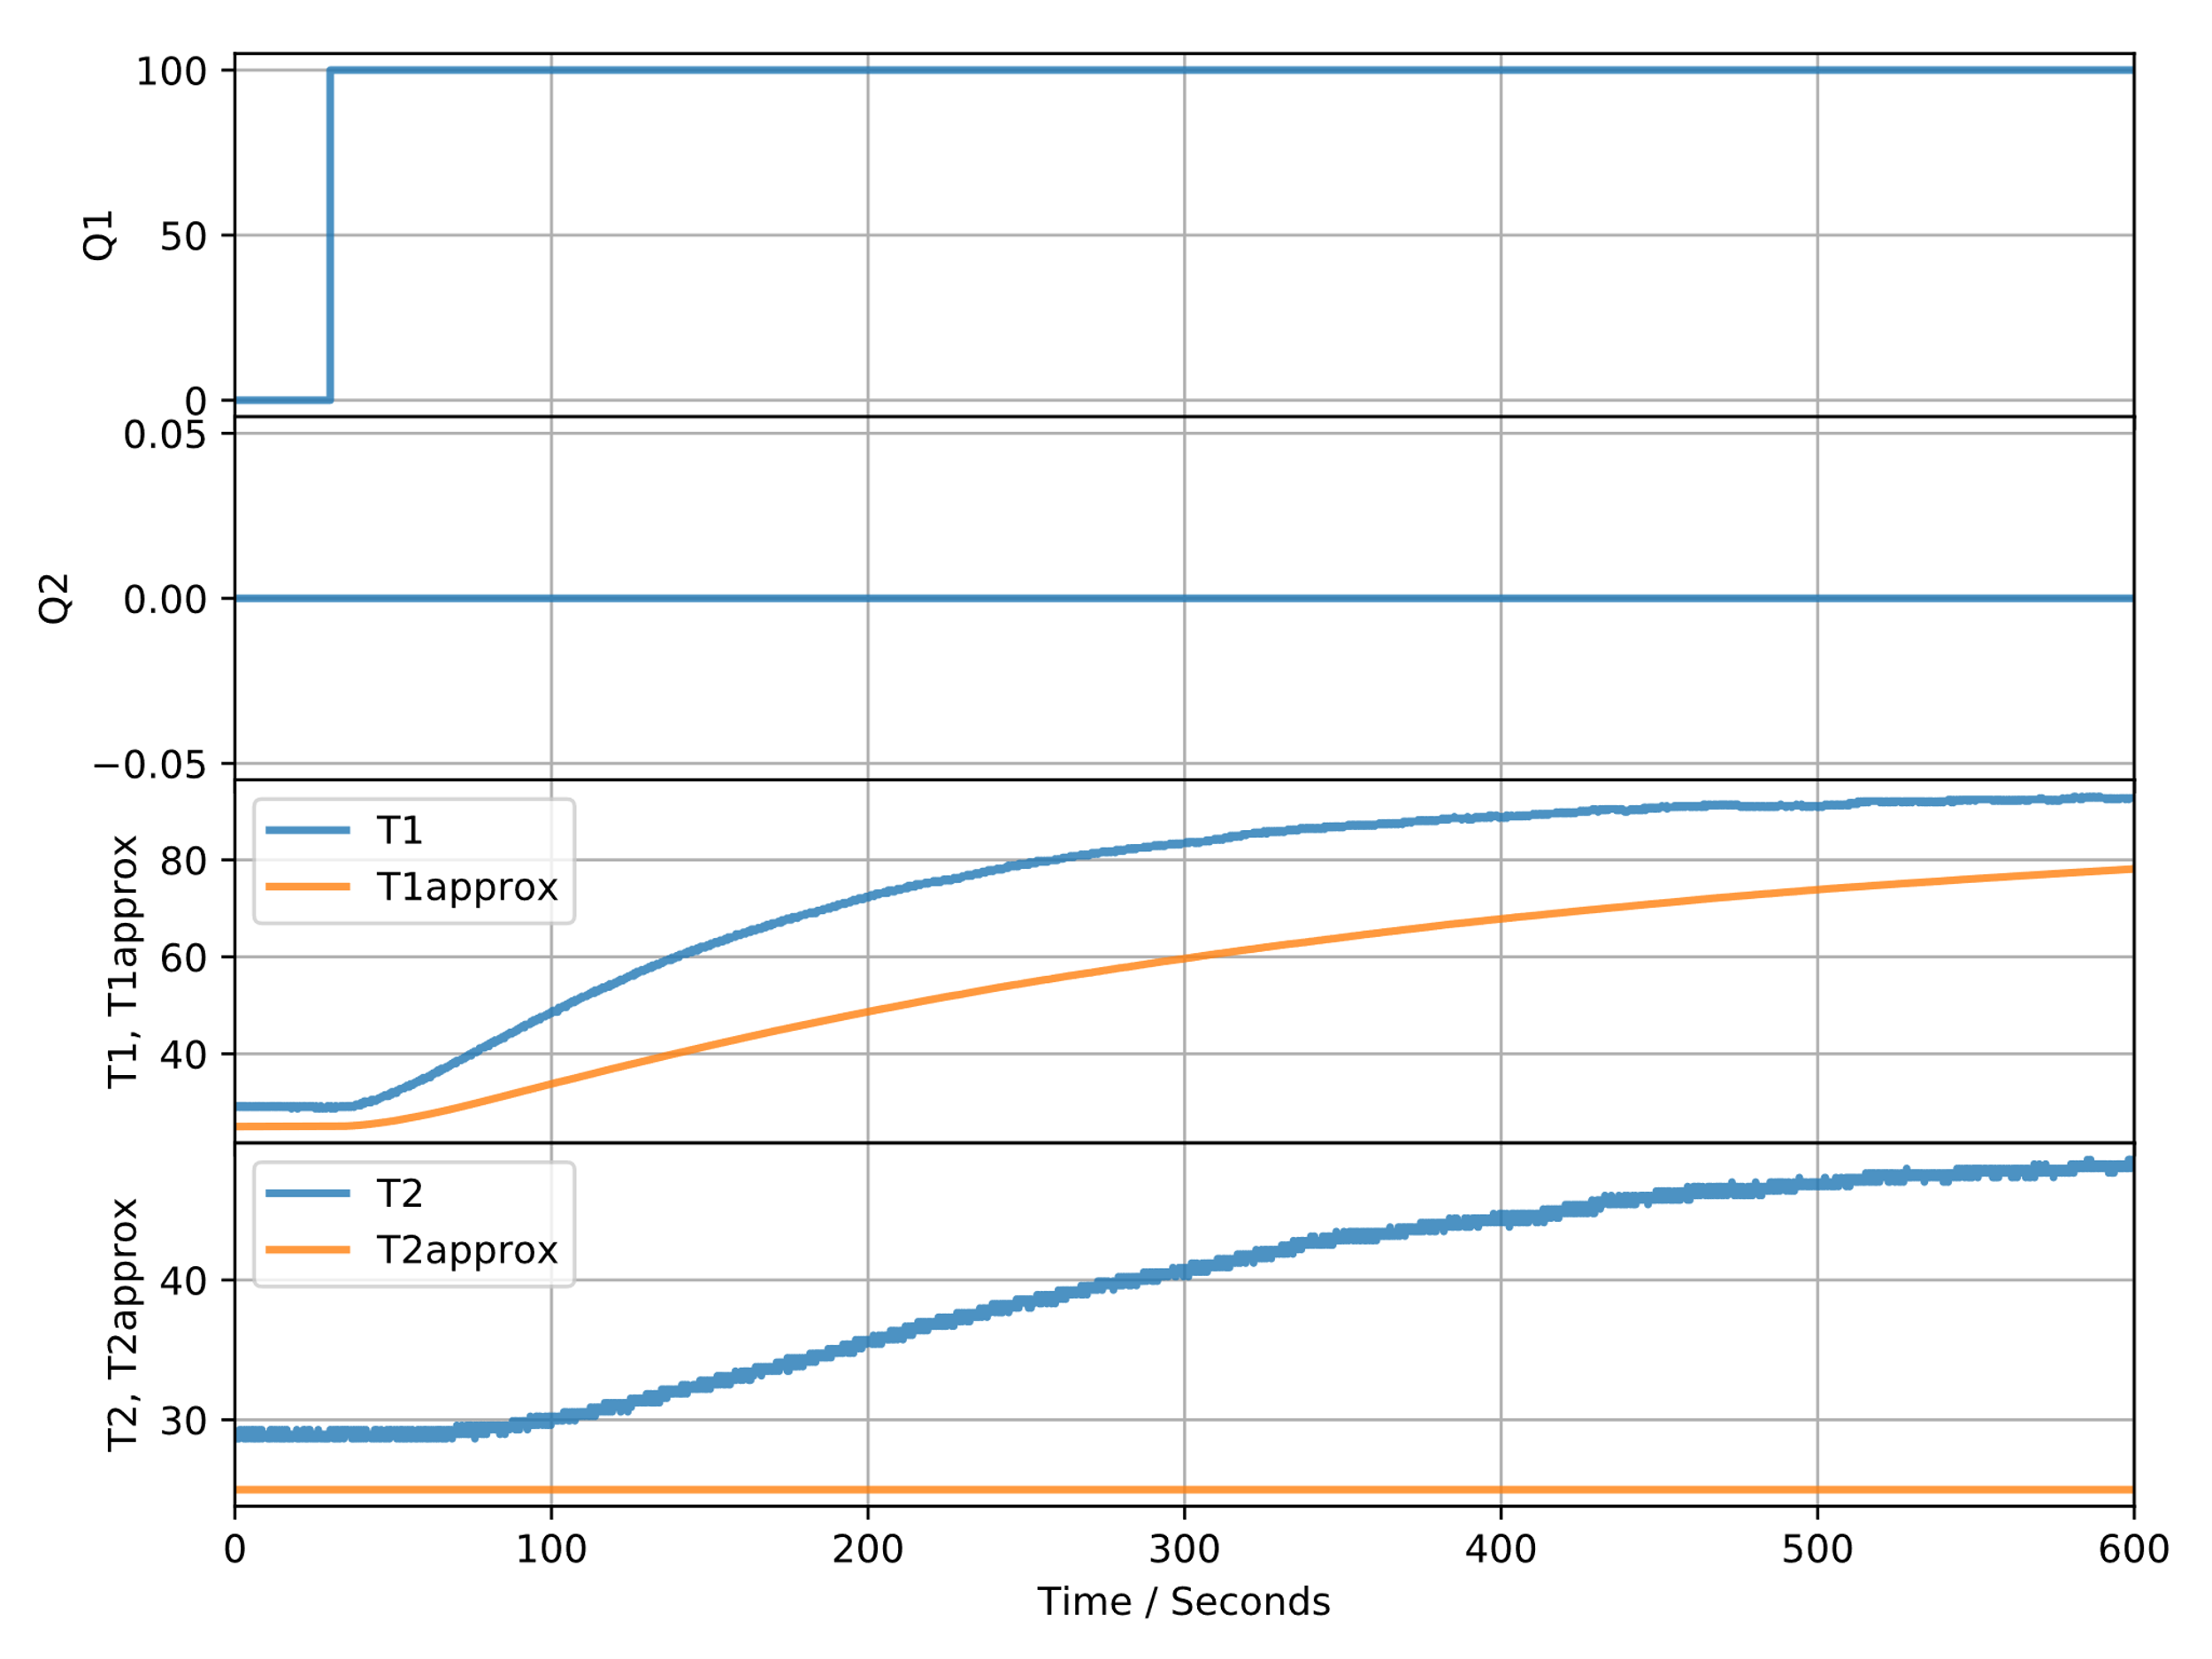 Q1
100
50
0
Q2
0.05
0.00
−0.05
T1, T1approx
80
60
40
T1
T1approx
T2, T2approx
40
30
T2
T2approx
0 100 200 300 400 500 600
Time / Seconds